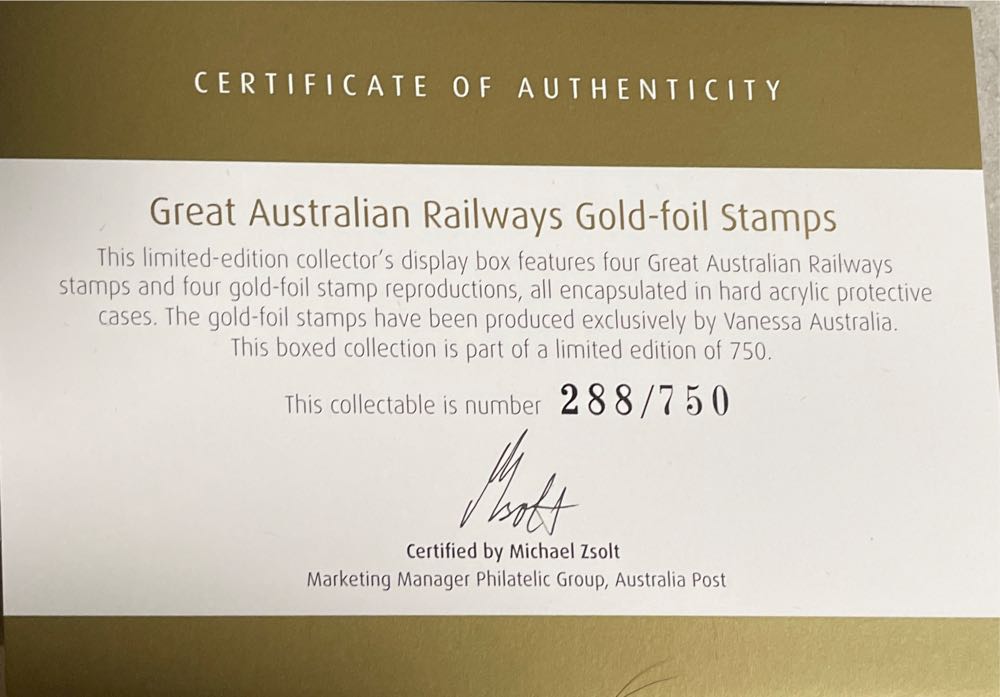 CERTIFICATE OF AUTHENTICITY
Great Australian Railways Gold-foil Stamps
This limited-edition collector's display box features four Great Australian Railways
stamps and four gold-foil stamp reproductions, all encapsulated in hard acrylic protective
cases. The gold-foil stamps have been produced exclusively by Vanessa Australia.
This boxed collection is part of a limited edition of 750.
This collectable is number 288/750
MZsolt
Certified by Michael Zsolt
Marketing Manager Philatelic Group, Australia Post